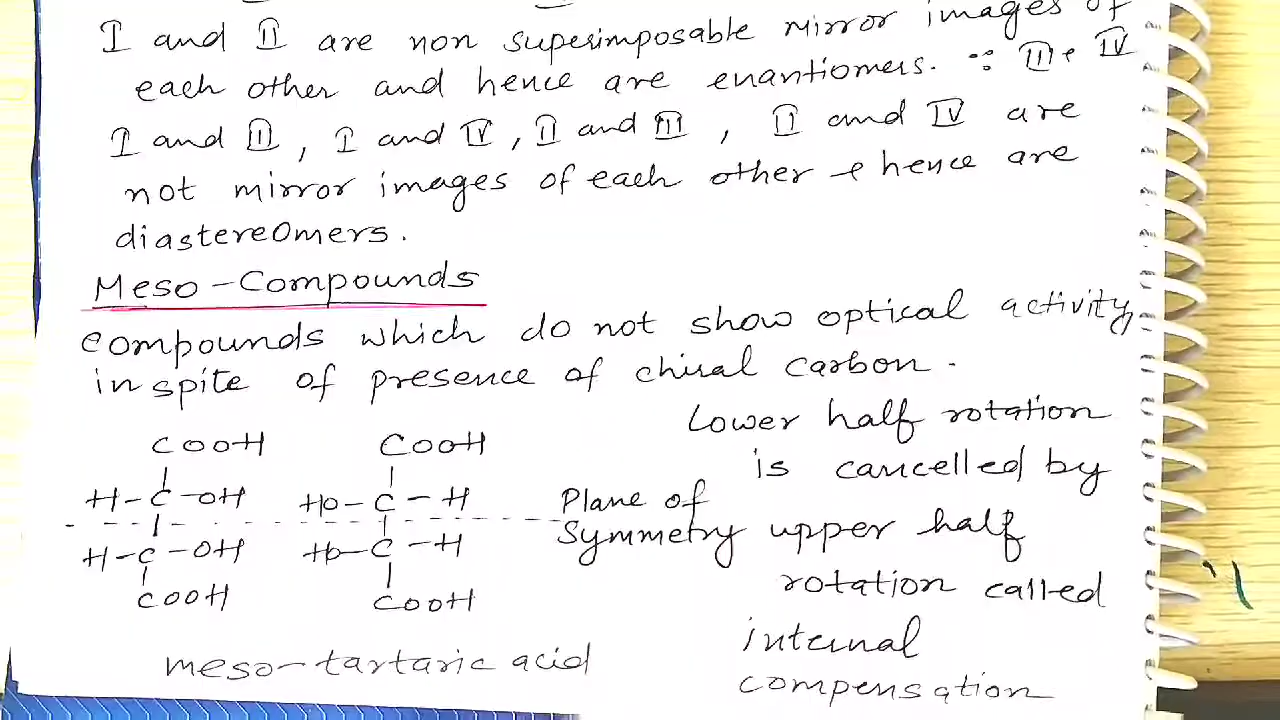 I and II are non superimposable mirror images of
each other and hence are enantiomers. :: III & IV
I and III, I and IV, II and III, II and IV are
not mirror images of each other & hence are
diastereomers.
Meso-Compounds
compounds which do not show optical activity
inspite of presence of chiral carbon.
Lower half rotation
is cancelled by
upper half
rotation called
internal
compensation
COOH COOH
H-C-OH HO-C-H Plane of
H-C-OH HO-C-H Symmetry
COOH COOH
meso-tartaric acid